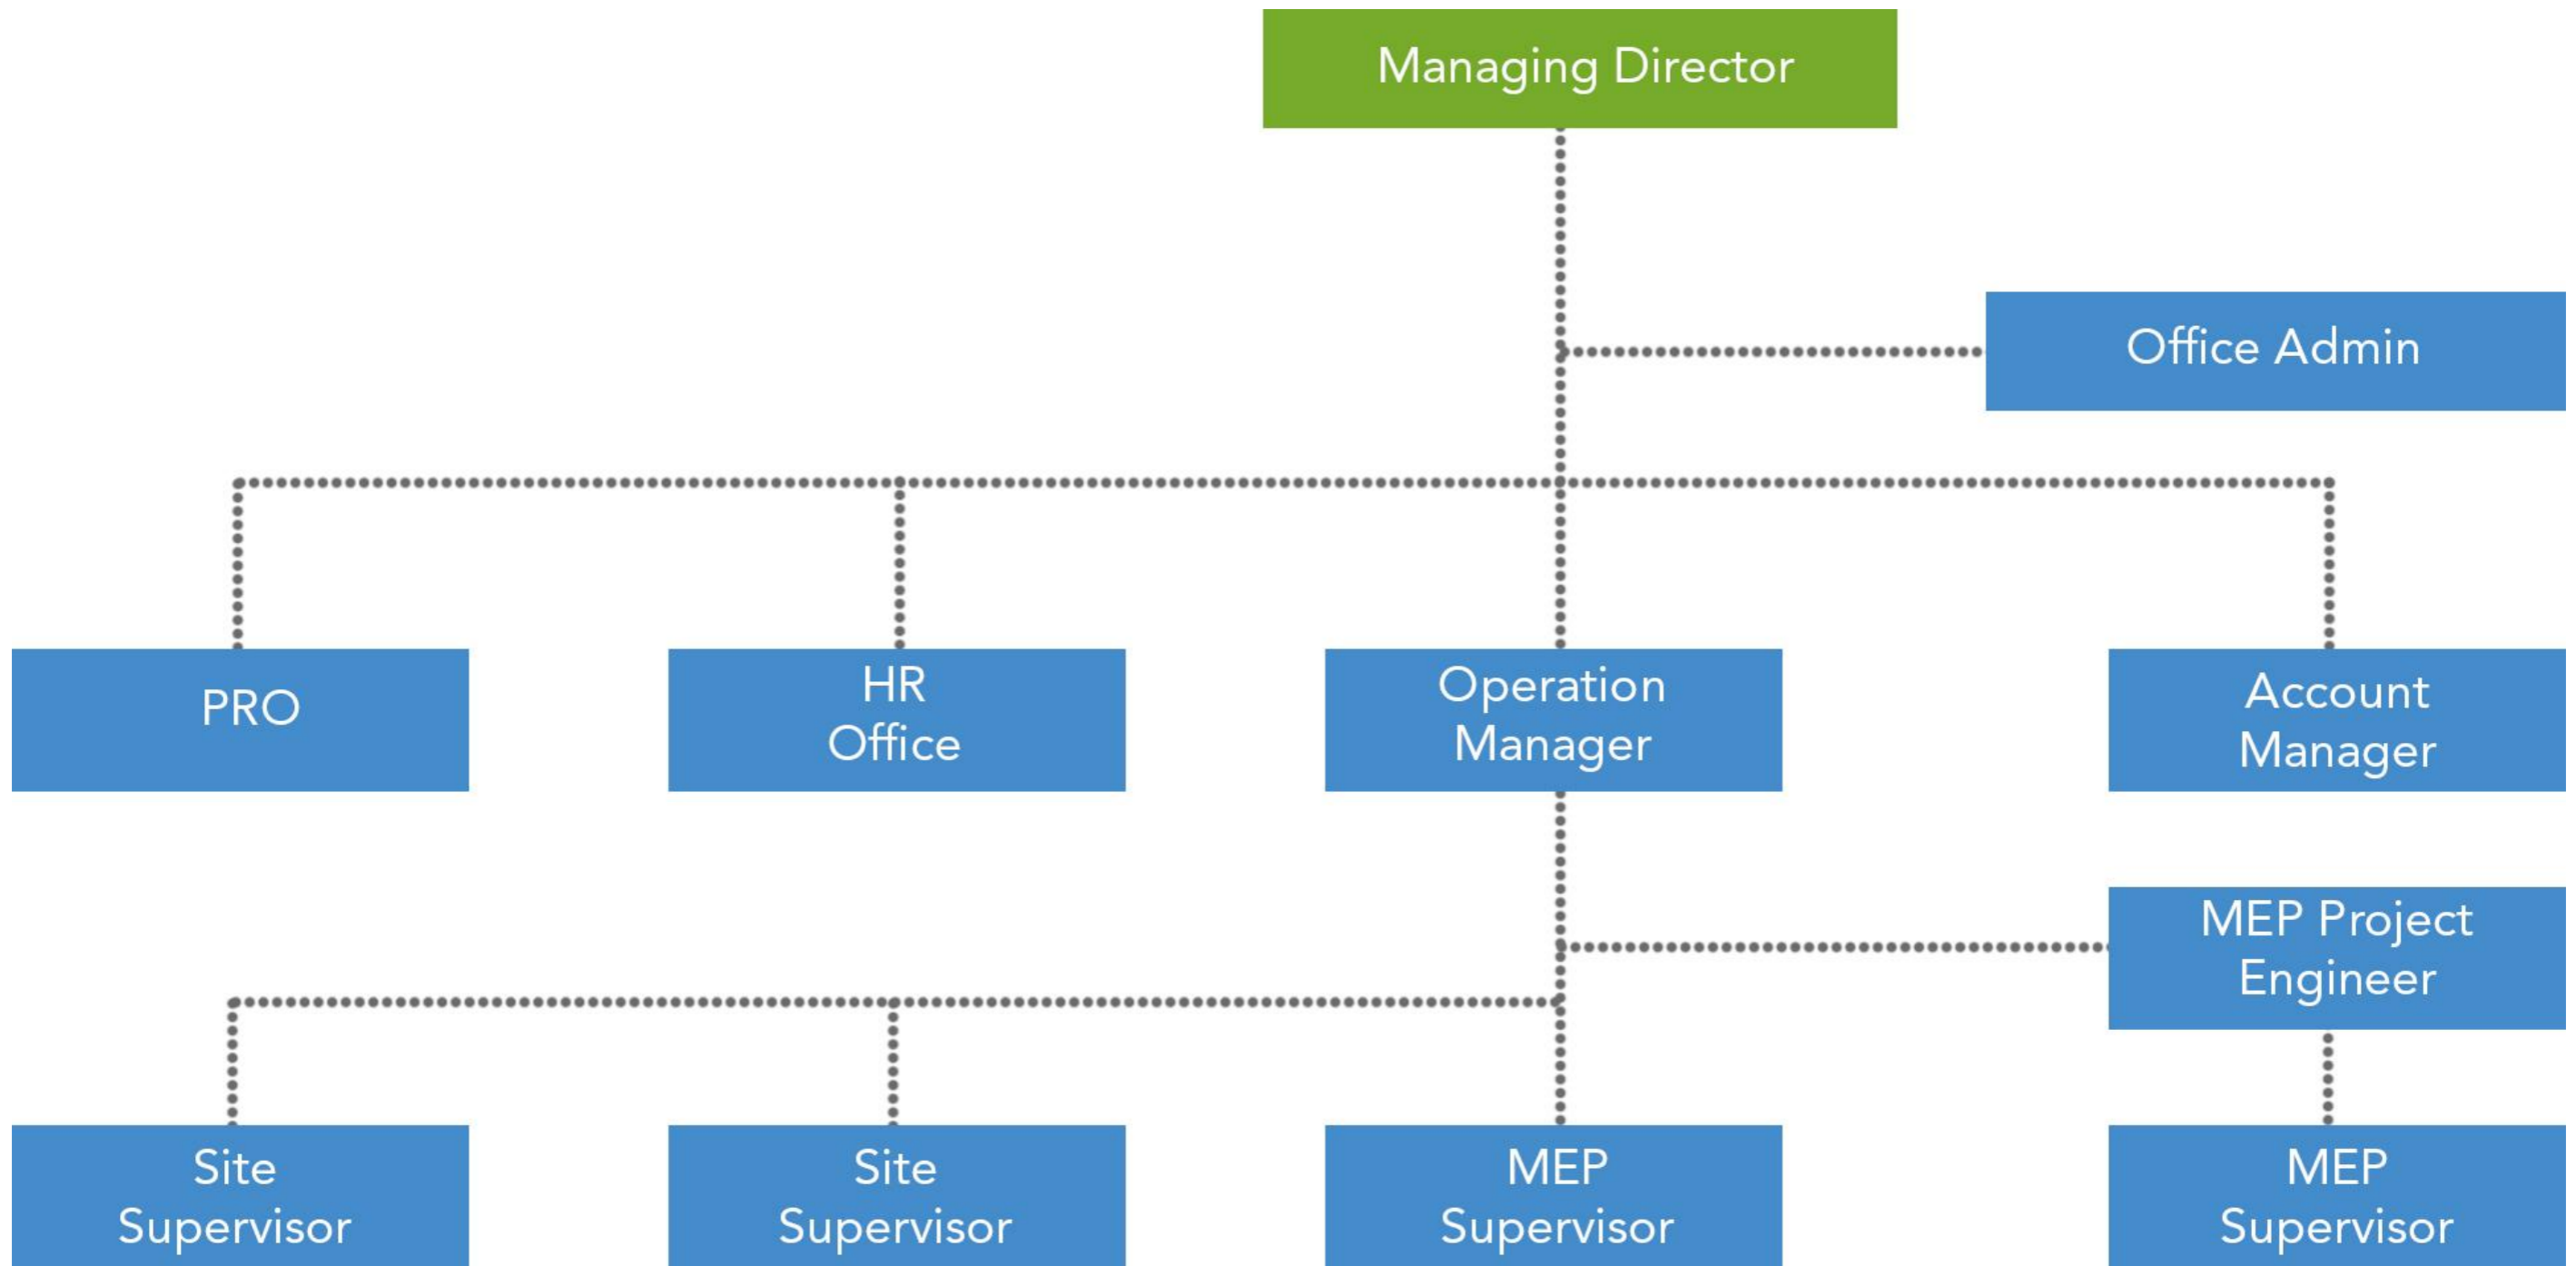 Managing Director
Office Admin
PRO
HR
Office
Operation
Manager
Account
Manager
MEP Project
Engineer
Site
Supervisor
Site
Supervisor
MEP
Supervisor
MEP
Supervisor